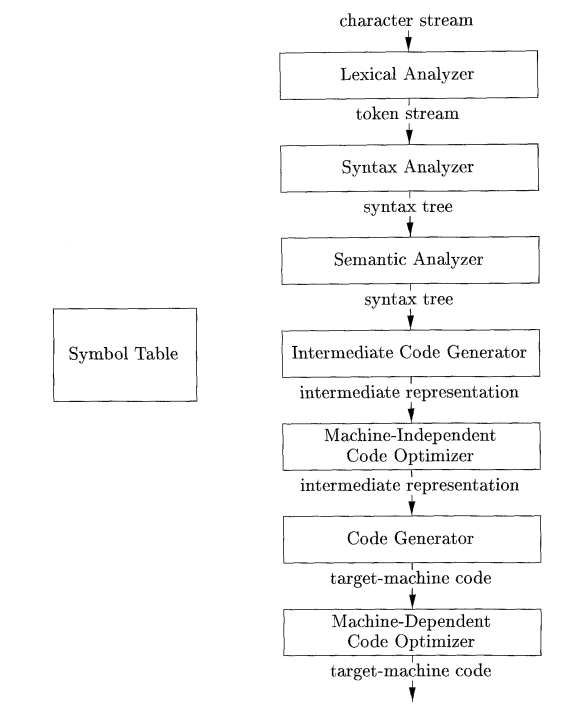 character stream
Lexical Analyzer
token stream
Syntax Analyzer
syntax tree
Semantic Analyzer
syntax tree
Symbol Table
Intermediate Code Generator
intermediate representation
Machine-Independent
Code Optimizer
intermediate representation
Code Generator
target-machine code
Machine-Dependent
Code Optimizer
target-machine code